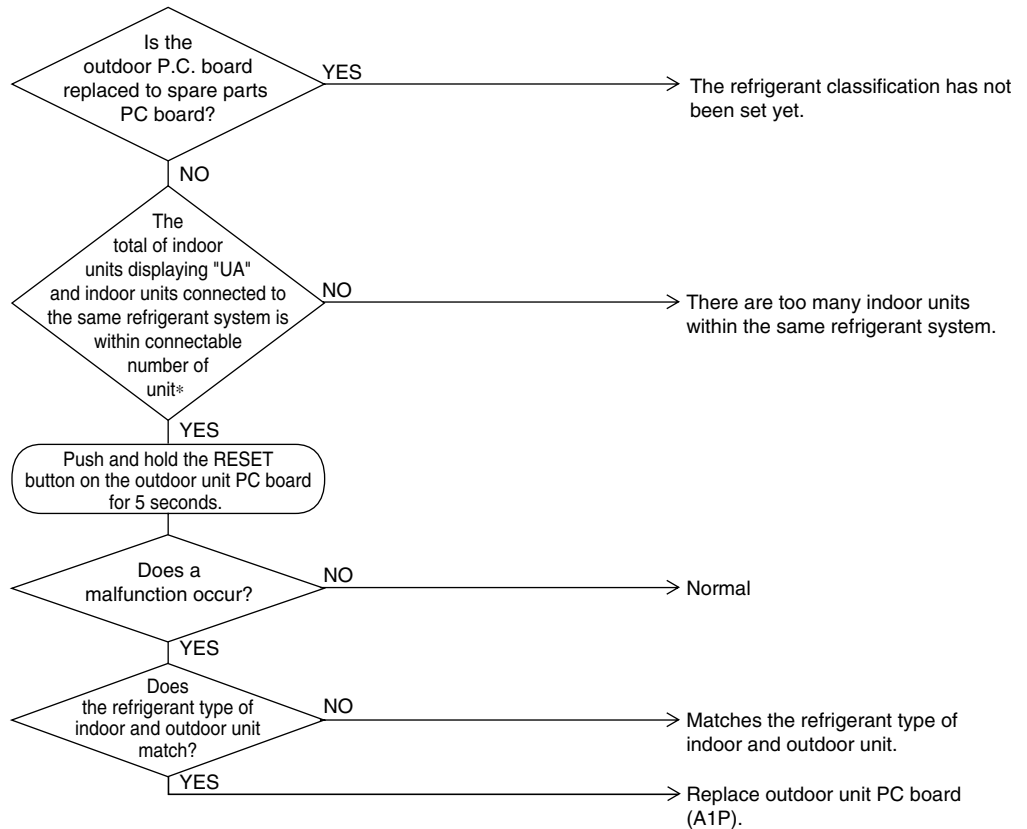 Is the
outdoor P.C. board
replaced to spare parts
PC board?
YES
The refrigerant classification has not
been set yet.
NO
The
total of indoor
units displaying "UA"
and indoor units connected to
the same refrigerant system is
within connectable
number of
unit*
NO
There are too many indoor units
within the same refrigerant system.
YES
Push and hold the RESET
button on the outdoor unit PC board
for 5 seconds.
Does a
malfunction occur?
NO
Normal
YES
Does
the refrigerant type of
indoor and outdoor unit
match?
NO
Matches the refrigerant type of
indoor and outdoor unit.
YES
Replace outdoor unit PC board
(A1P).